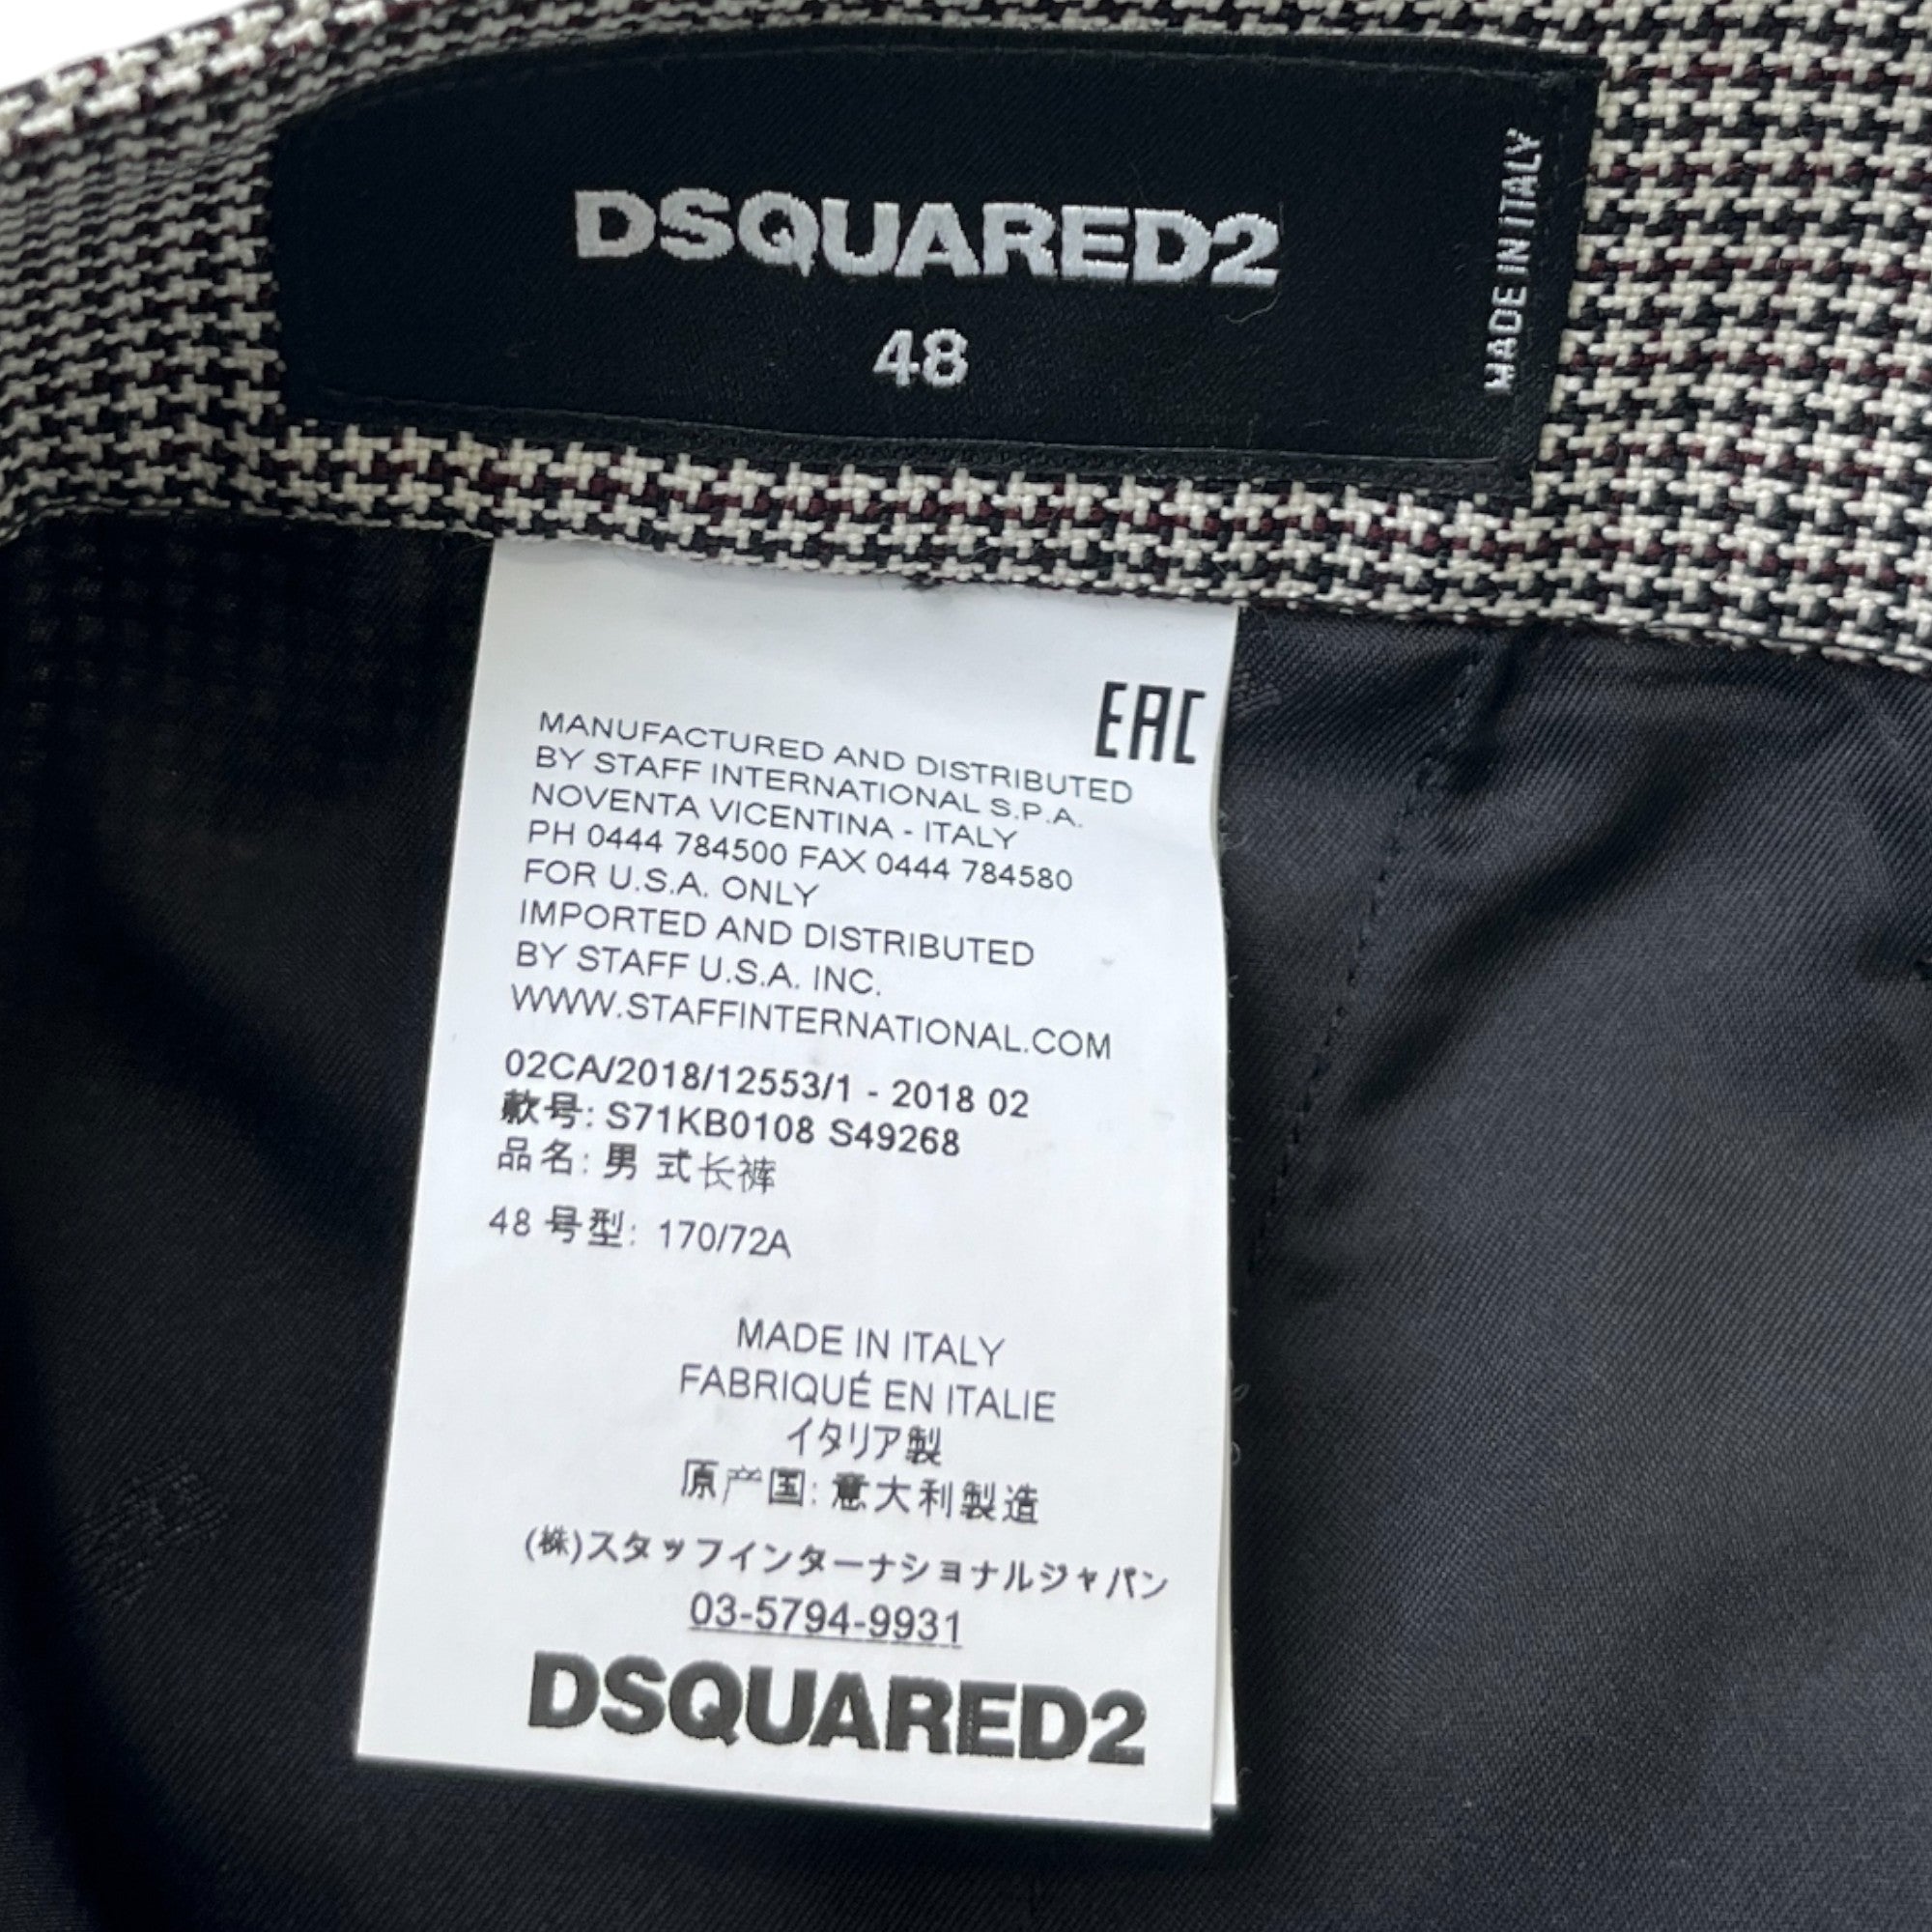 DSQUARED2
48
MADE IN ITALY
EAC
MANUFACTURED AND DISTRIBUTED
BY STAFF INTERNATIONAL S.P.A.
NOVENTA VICENTINA - ITALY
PH 0444 784500 FAX 0444 784580
FOR U.S.A. ONLY
IMPORTED AND DISTRIBUTED
BY STAFF U.S.A. INC.
WWW.STAFFINTERNATIONAL.COM
02CA/2018/12553/1 - 2018 02
款号: S71KB0108 S49268
品名: 男 式长裤
48 号型: 170/72A
MADE IN ITALY
FABRIQUÉ EN ITALIE
イタリア製
原产国: 意大利製造
(株)スタッフインターナショナルジャパン
03-5794-9931
DSQUARED2